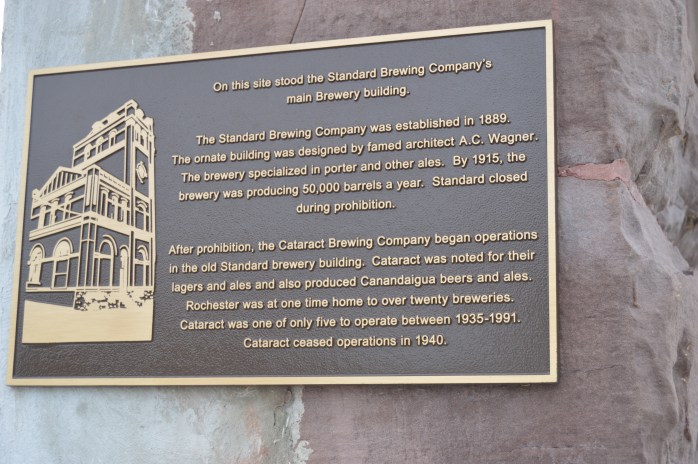 On this site stood the Standard Brewing Company's
main Brewery building.
The Standard Brewing Company was established in 1889.
The ornate building was designed by famed architect A.C. Wagner.
The brewery specialized in porter and other ales. By 1915, the
brewery was producing 50,000 barrels a year. Standard closed
during prohibition.
After prohibition, the Cataract Brewing Company began operations
in the old Standard brewery building. Cataract was noted for their
lagers and ales and also produced Canandaigua beers and ales.
Rochester was at one time home to over twenty breweries.
Cataract was one of only five to operate between 1935-1991.
Cataract ceased operations in 1940.